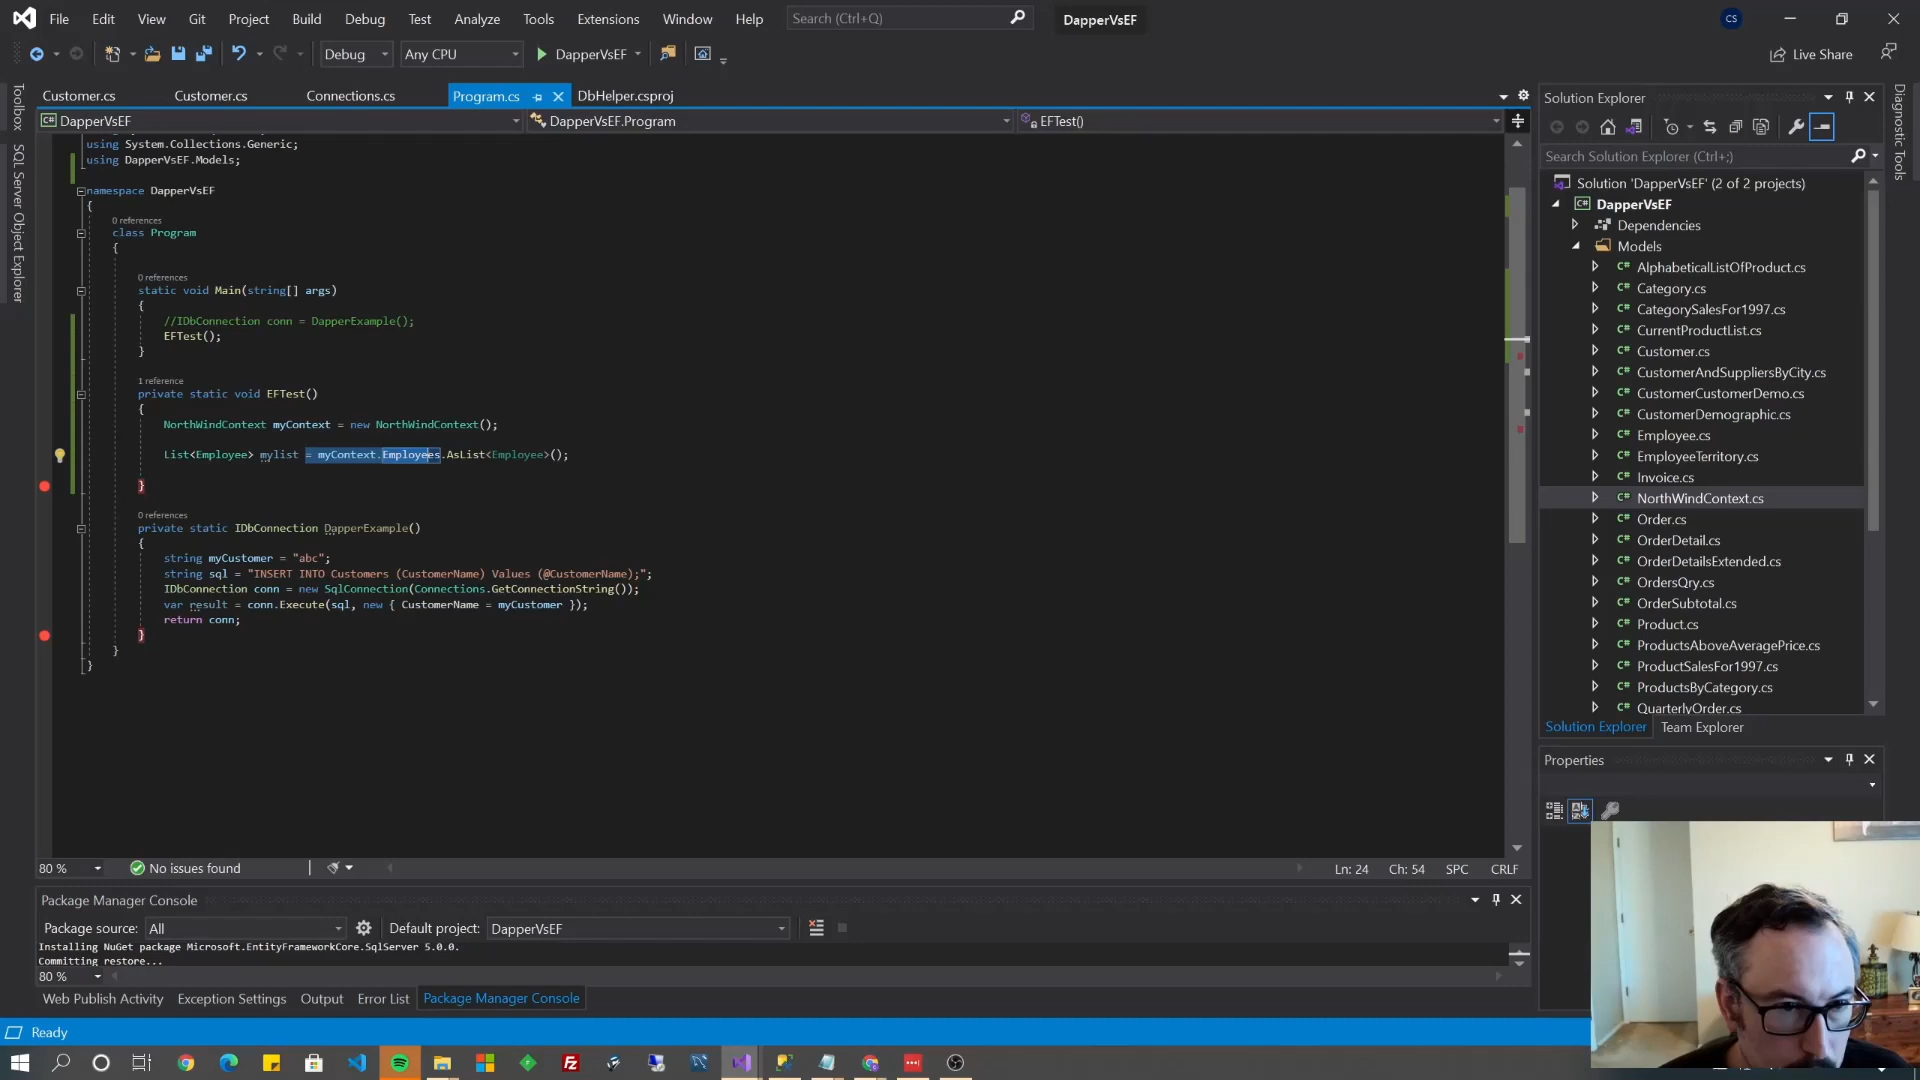 File Edit View Git Project Build Debug Test Analyze Tools Extensions Window Help Search (Ctrl+Q) DapperVsEF CS
Debug Any CPU DapperVsEF Live Share
Customer.cs Customer.cs Connections.cs Program.cs DbHelper.csproj
DapperVsEF DapperVsEF.Program EFTest()
Toolbox
SQL Server Object Explorer
using System.Collections.Generic;
using DapperVsEF.Models;
namespace DapperVsEF
{
0 references
class Program
{
0 references
static void Main(string[] args)
{
//IDbConnection conn = DapperExample();
EFTest();
}
1 reference
private static void EFTest()
{
NorthWindContext myContext = new NorthWindContext();
List<Employee> mylist = myContext.Employees.AsList<Employee>();
}
0 references
private static IDbConnection DapperExample()
{
string myCustomer = "abc";
string sql = "INSERT INTO Customers (CustomerName) Values (@CustomerName);";
IDbConnection conn = new SqlConnection(Connections.GetConnectionString());
var result = conn.Execute(sql, new { CustomerName = myCustomer });
return conn;
}
}
}
80 % No issues found Ln: 24 Ch: 54 SPC CRLF
Package Manager Console
Package source: All Default project: DapperVsEF
Installing NuGet package Microsoft.EntityFrameworkCore.SqlServer 5.0.0.
Committing restore...
80 %
Web Publish Activity Exception Settings Output Error List Package Manager Console
Ready
Solution Explorer
Search Solution Explorer (Ctrl+;)
Solution 'DapperVsEF' (2 of 2 projects)
C# DapperVsEF
Dependencies
Models
C# AlphabeticalListOfProduct.cs
C# Category.cs
C# CategorySalesFor1997.cs
C# CurrentProductList.cs
C# Customer.cs
C# CustomerAndSuppliersByCity.cs
C# CustomerCustomerDemo.cs
C# CustomerDemographic.cs
C# Employee.cs
C# EmployeeTerritory.cs
C# Invoice.cs
C# NorthWindContext.cs
C# Order.cs
C# OrderDetail.cs
C# OrderDetailsExtended.cs
C# OrdersQry.cs
C# OrderSubtotal.cs
C# Product.cs
C# ProductsAboveAveragePrice.cs
C# ProductSalesFor1997.cs
C# ProductsByCategory.cs
C# QuarterlyOrder.cs
Solution Explorer Team Explorer
Properties
Diagnostic Tools